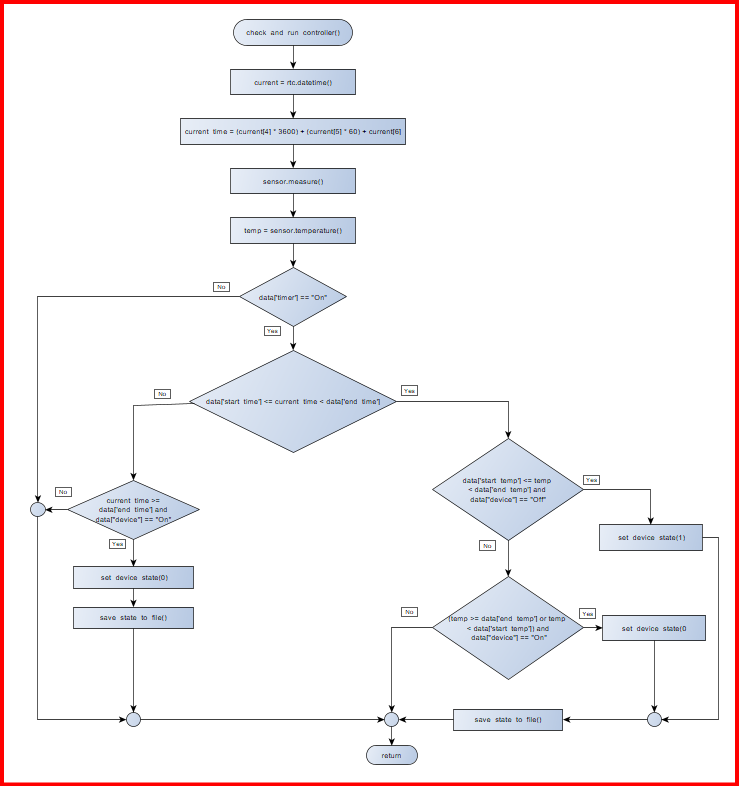 check and run controller()
current = rtc.datetime()
current time = (current[4] * 3600) + (current[5] * 60) + current[6]
sensor.measure()
temp = sensor.temperature()
No
data['timer'] == "On"
Yes
No
data['start time'] <= current time < data['end time']
Yes
No
current time >=
data['end time'] and
data["device"] == "On"
Yes
set device state(0)
save state to file()
data['start temp'] <= temp
< data['end temp'] and
data["device"] == "Off"
Yes
set device state(1)
No
No
(temp >= data['end temp'] or temp
< data['start temp']) and
data["device"] == "On"
Yes
set device state(0
save state to file()
return